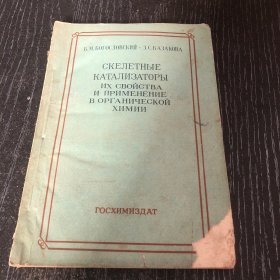 Б.М.БОГОСЛОВСКИЙ - З.С.КАЗАКОВА
СКЕЛЕТНЫЕ
КАТАЛИЗАТОРЫ
ИХ СВОЙСТВА
И ПРИМЕНЕНИЕ
В ОРГАНИЧЕСКОЙ
ХИМИИ
ГОСХИМИЗДАТ